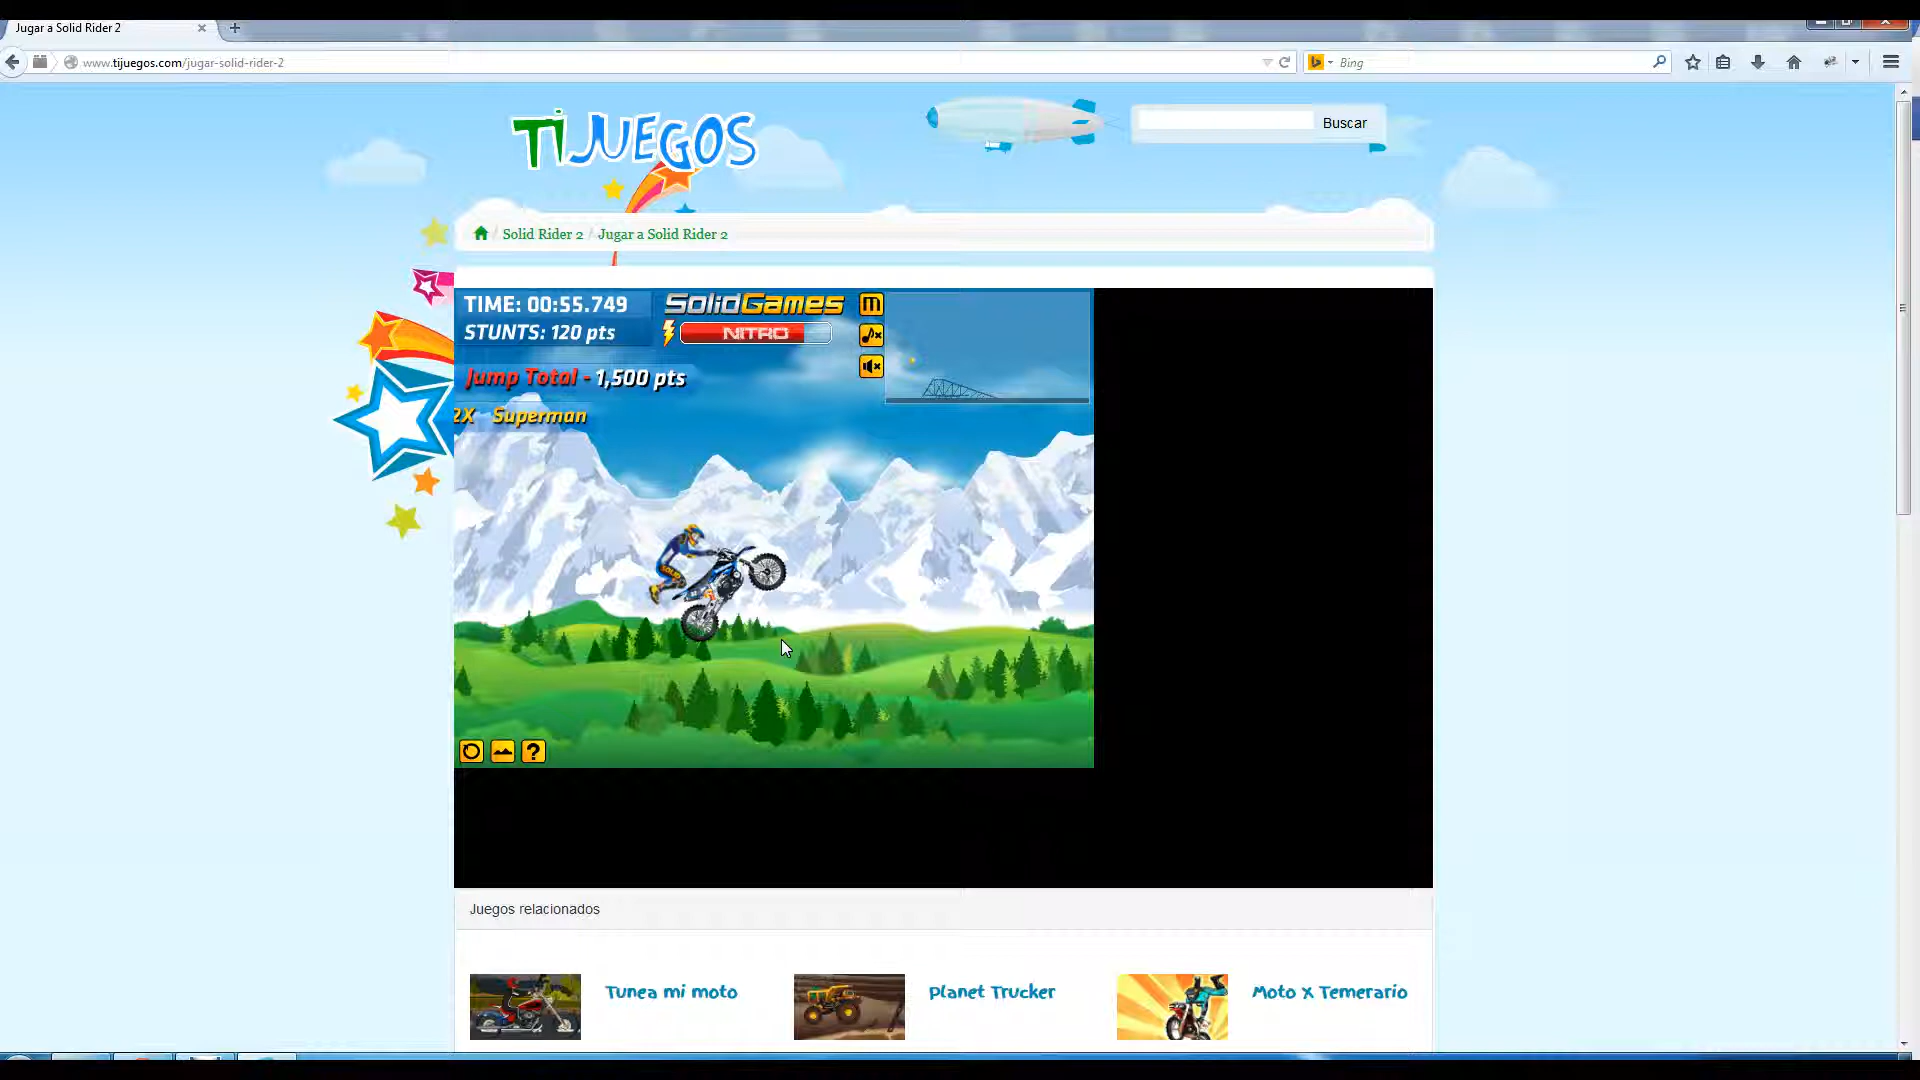 Jugar a Solid Rider 2
www.tijuegos.com/jugar-solid-rider-2
Bing
TiJUEGOS
Buscar
Solid Rider 2 / Jugar a Solid Rider 2
TIME: 00:55.749
STUNTS: 120 pts
SolidGames
NITRO
Jump Total - 1,500 pts
2X Superman
SOLID
?
Juegos relacionados
Tunea mi moto
Planet Trucker
Moto X Temerario